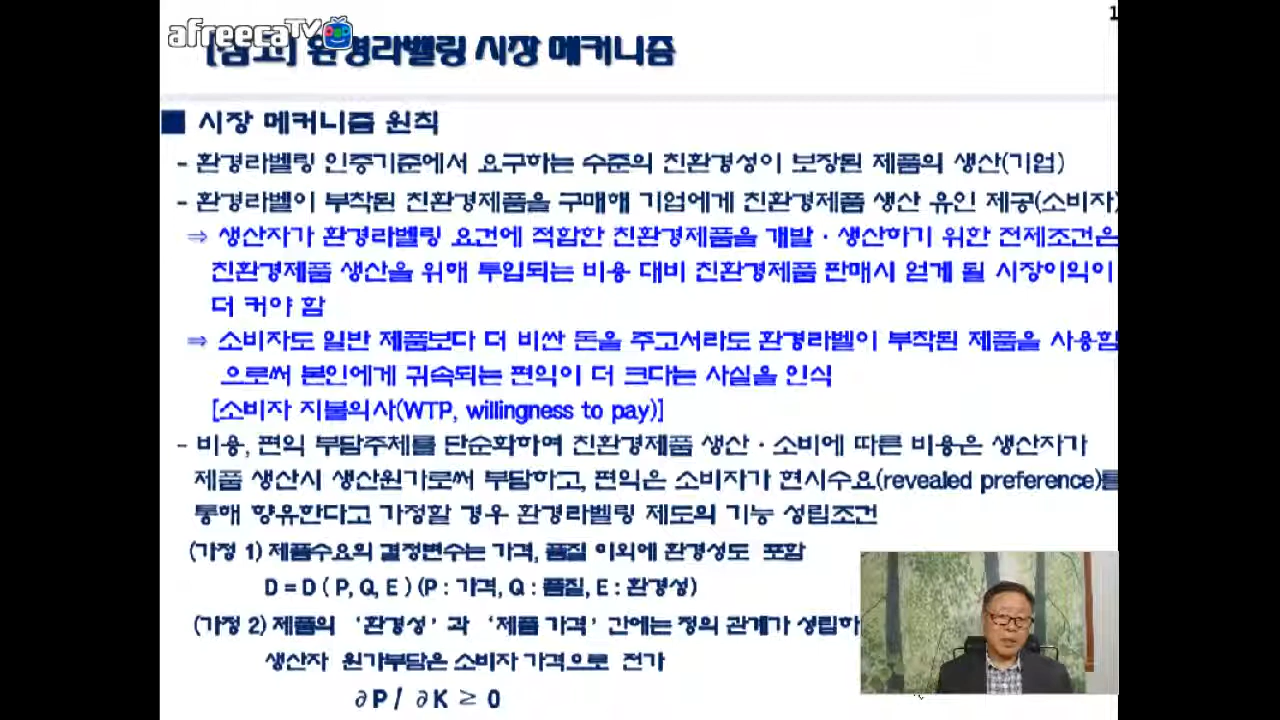 afreecaTV
1
[참고] 환경라벨링 시장 메커니즘
■ 시장 메커니즘 원칙
- 환경라벨링 인증기준에서 요구하는 수준의 친환경성이 보장된 제품의 생산(기업)
- 환경라벨이 부착된 친환경제품을 구매해 기업에게 친환경제품 생산 유인 제공(소비자)
⇒ 생산자가 환경라벨링 요건에 적합한 친환경제품을 개발 · 생산하기 위한 전제조건은
친환경제품 생산을 위해 투입되는 비용 대비 친환경제품 판매시 얻게 될 시장이익이
더 커야 함
⇒ 소비자도 일반 제품보다 더 비싼 돈을 주고서라도 환경라벨이 부착된 제품을 사용함
으로써 본인에게 귀속되는 편익이 더 크다는 사실을 인식
[소비자 지불의사(WTP, willingness to pay)]
- 비용, 편익 부담주체를 단순화하여 친환경제품 생산 · 소비에 따른 비용은 생산자가
제품 생산시 생산원가로써 부담하고, 편익은 소비자가 현시수요(revealed preference)를
통해 향유한다고 가정할 경우 환경라벨링 제도의 기능 성립조건
(가정 1) 제품수요의 결정변수는 가격, 품질 이외에 환경성도 포함
D = D ( P, Q, E ) (P : 가격, Q : 품질, E : 환경성)
(가정 2) 제품의 ‘환경성’ 과 ‘제품 가격’ 간에는 정의 관계가 성립하
생산자 원가부담은 소비자 가격으로 전가
∂P / ∂K ≥ 0